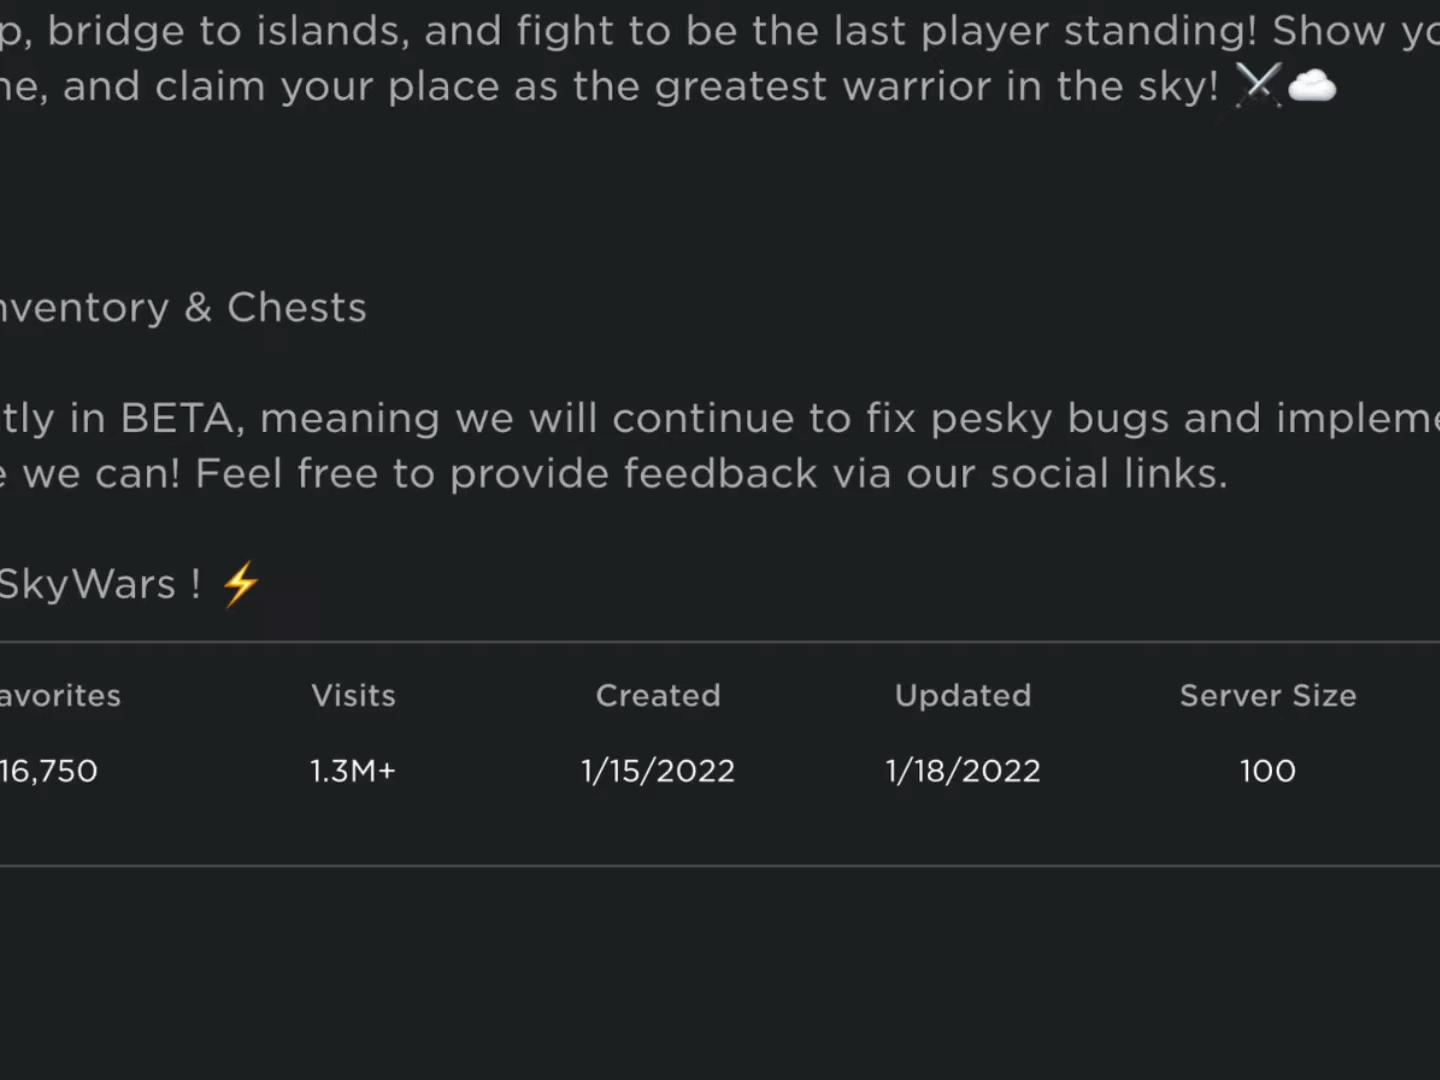 p, bridge to islands, and fight to be the last player standing! Show yo
ne, and claim your place as the greatest warrior in the sky! ⚔️☁️
nventory & Chests
tly in BETA, meaning we will continue to fix pesky bugs and impleme
e we can! Feel free to provide feedback via our social links.
SkyWars ! ⚡
avorites Visits Created Updated Server Size
16,750 1.3M+ 1/15/2022 1/18/2022 100